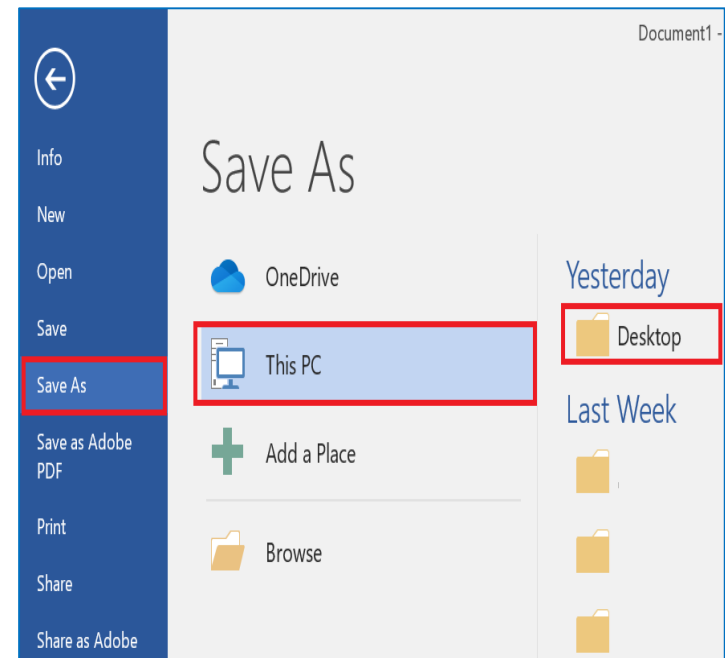 Document1 -
Info
New
Open
Save
Save As
Save as Adobe
PDF
Print
Share
Share as Adobe
Save As
OneDrive
This PC
Add a Place
Browse
Yesterday
Desktop
Last Week